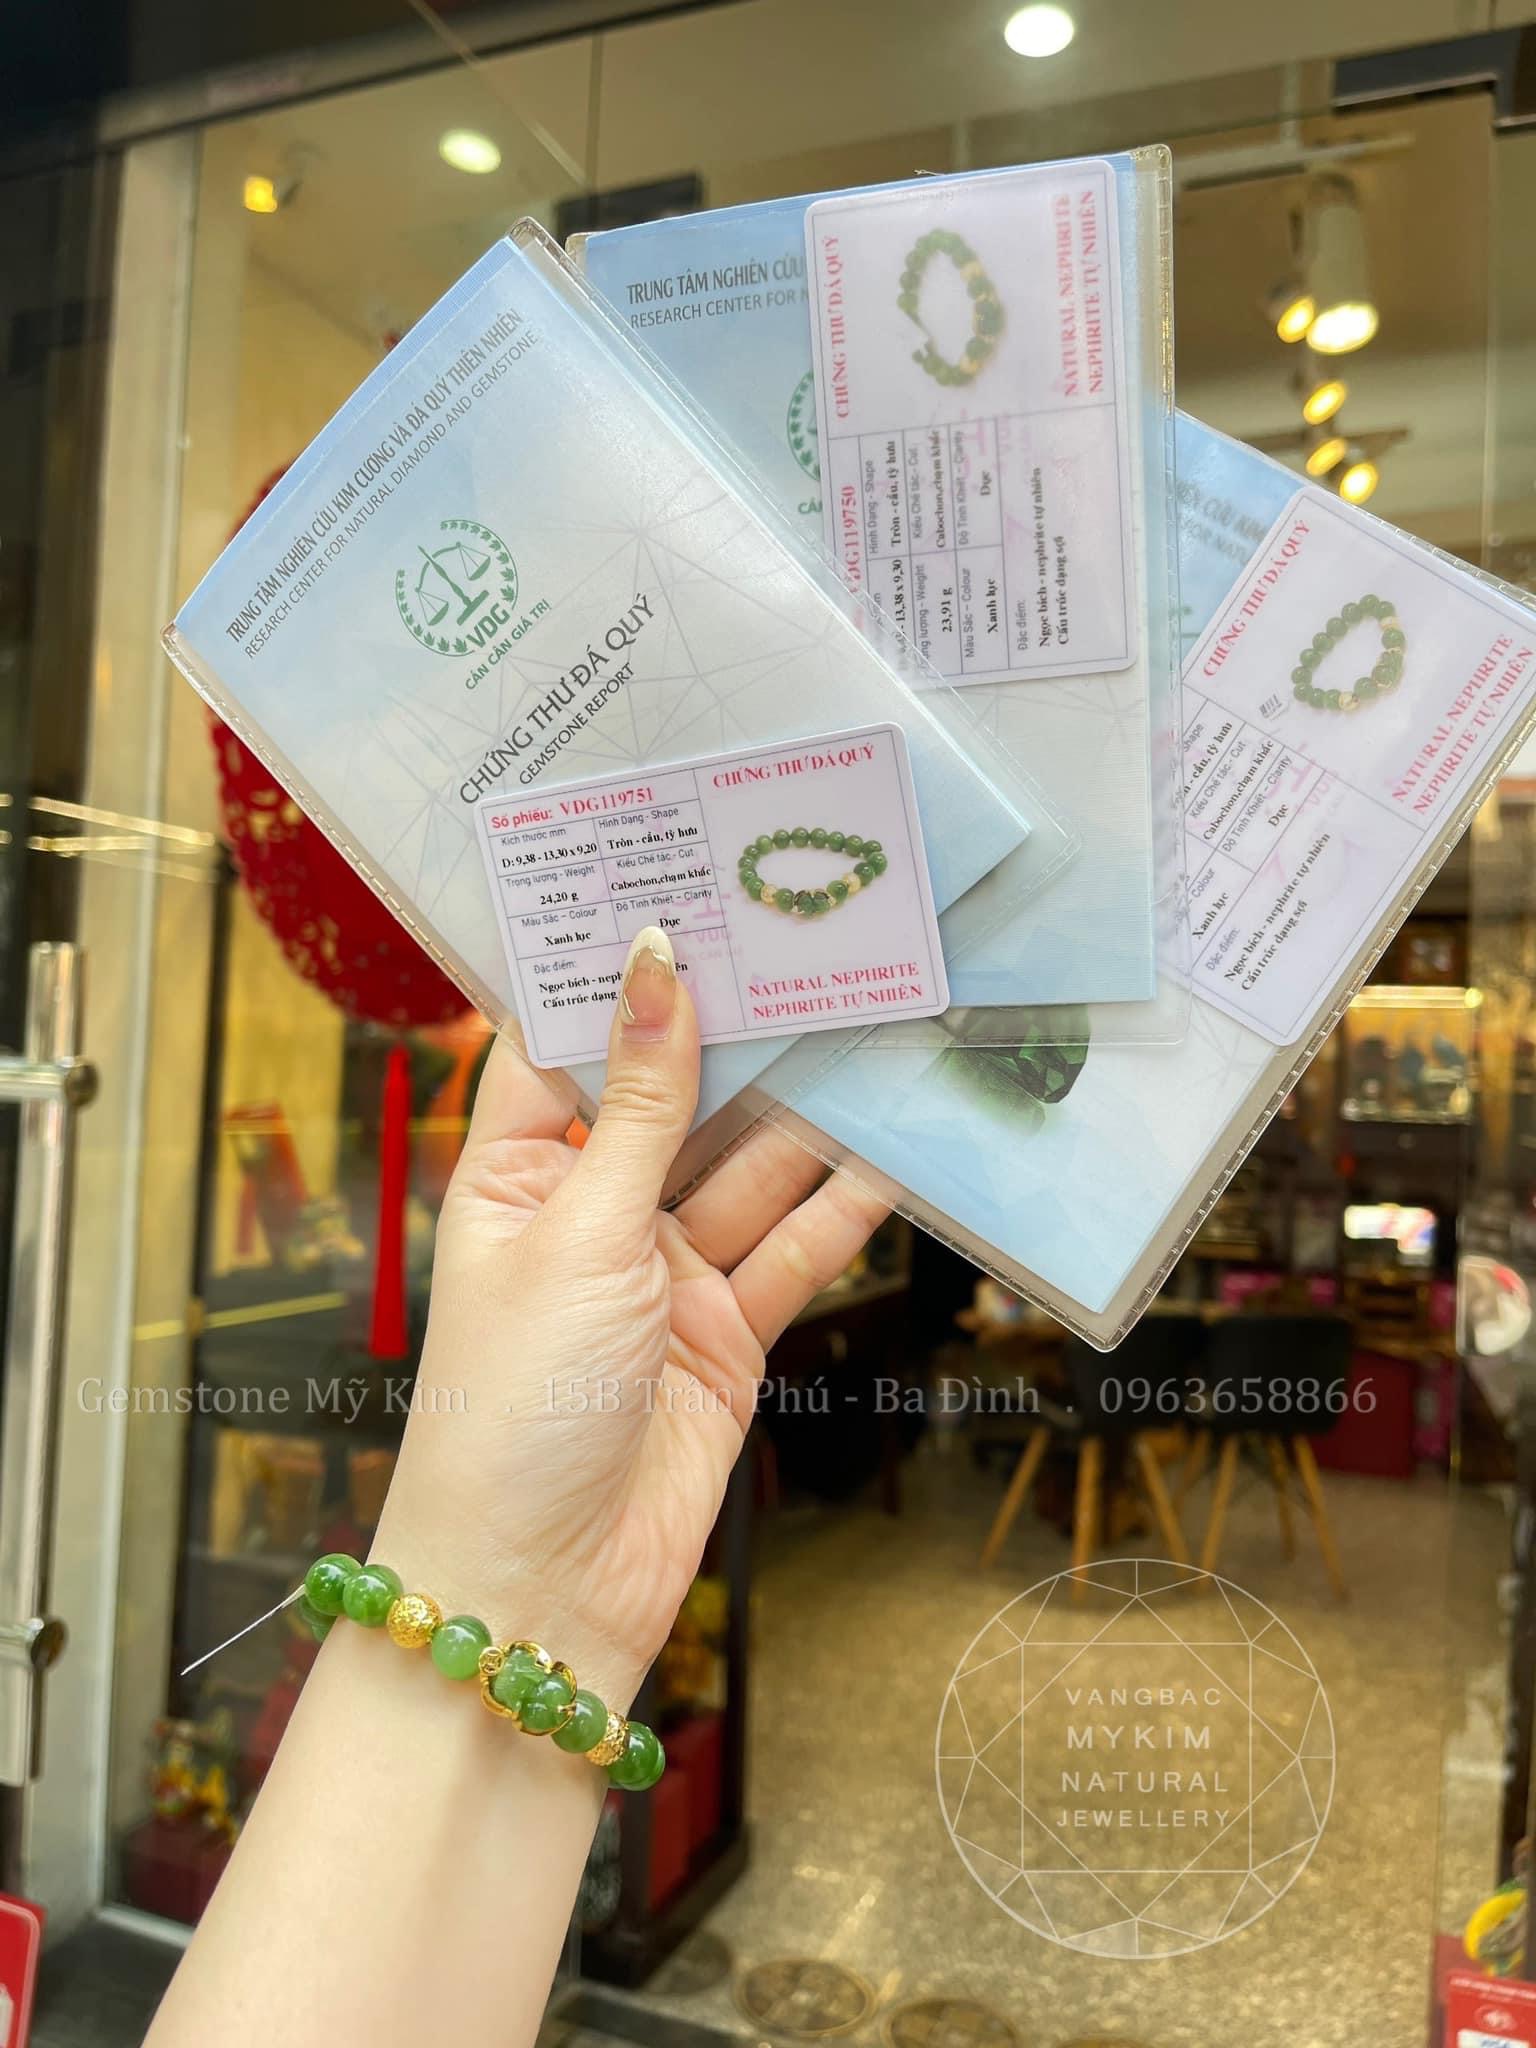 TRUNG TÂM NGHIÊN CỨU KIM CƯƠNG VÀ ĐÁ QUÝ THIÊN NHIÊN
RESEARCH CENTER FOR NATURAL DIAMOND AND GEMSTONE
VDG
CÁN CÂN GIÁ TRỊ
CHỨNG THƯ ĐÁ QUÝ
GEMSTONE REPORT
Số phiếu: VDG119751
Kích thước mm
D: 9,38 - 13,30 x 9,20
Hình Dạng - Shape
Tròn - cầu, tỳ hưu
Trọng lượng - Weight
24,20 g
Kiểu Chế tác - Cut
Cabochon,chạm khắc
Màu Sắc – Colour
Xanh lục
Độ Tinh Khiết – Clarity
Đục
Đặc điểm:
Ngọc bích - neph
Cấu trúc dạng
CHỨNG THƯ ĐÁ QUÝ
NATURAL NEPHRITE
NEPHRITE TỰ NHIÊN
TRUNG TÂM NGHIÊN CỨU
RESEARCH CENTER FOR
CHỨNG THƯ ĐÁ QUÝ
NATURAL NEPHRITE
NEPHRITE TỰ NHIÊN
VDG119750
Hình Dạng - Shape
Tròn - cầu, tỳ hưu
13,38 x 9,30
Kiểu Chế tác - Cut
Cabochon,chạm khắc
lượng - Weight
23,91 g
Độ Tinh Khiết – Clarity
Đục
Màu Sắc – Colour
Xanh lục
Đặc điểm:
Ngọc bích - nephrite tự nhiên
Cấu trúc dạng sợi
CỨU KIM
CHỨNG THƯ ĐÁ QUÝ
NATURAL NEPHRITE
NEPHRITE TỰ NHIÊN
Shape
cầu, tỳ hưu
Kiểu Chế tác - Cut
Cabochon,chạm khắc
Độ Tinh Khiết – Clarity
Đục
Colour
Xanh lục
Đặc điểm:
Ngọc bích - nephrite tự nhiên
Cấu trúc dạng sợi
Gemstone Mỹ Kim . 15B Trần Phú - Ba Đình . 0963658866
VANGBAC
MYKIM
NATURAL
JEWELLERY